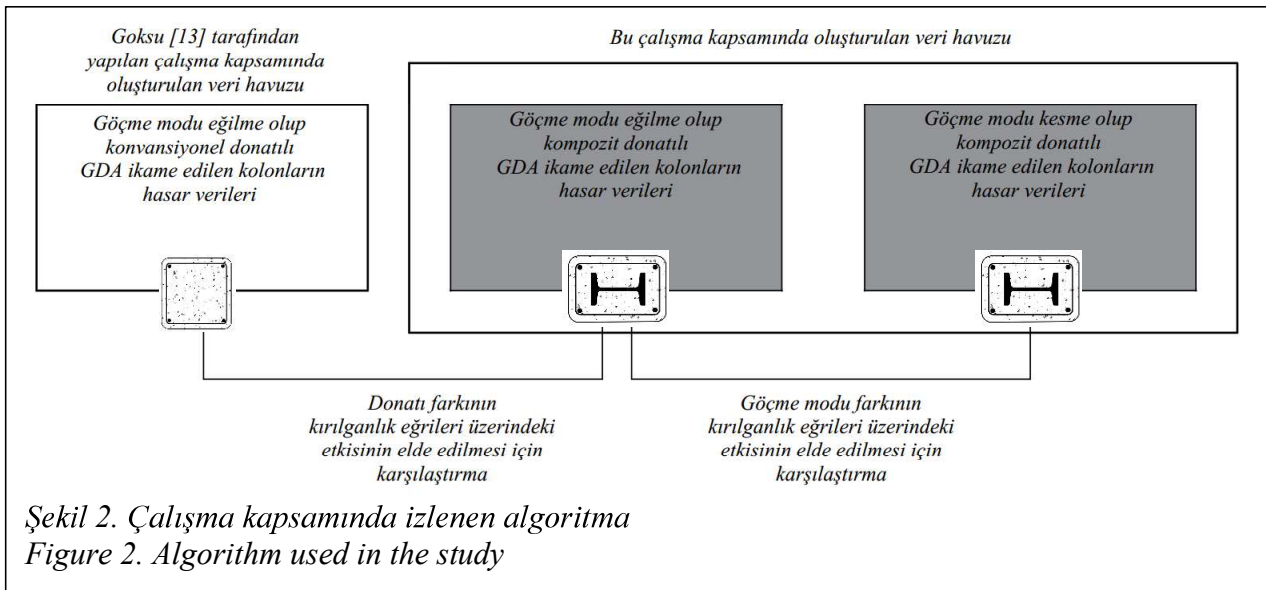 Goksu [13] tarafından
yapılan çalışma kapsamında
oluşturulan veri havuzu
Bu çalışma kapsamında oluşturulan veri havuzu
Göçme modu eğilme olup
konvansiyonel donatılı
GDA ikame edilen kolonların
hasar verileri
Göçme modu eğilme olup
kompozit donatılı
GDA ikame edilen kolonların
hasar verileri
Göçme modu kesme olup
kompozit donatılı
GDA ikame edilen kolonların
hasar verileri
Donatı farkının
kırılganlık eğrileri üzerindeki
etkisinin elde edilmesi için
karşılaştırma
Göçme modu farkının
kırılganlık eğrileri üzerindeki
etkisinin elde edilmesi için
karşılaştırma
Şekil 2. Çalışma kapsamında izlenen algoritma
Figure 2. Algorithm used in the study